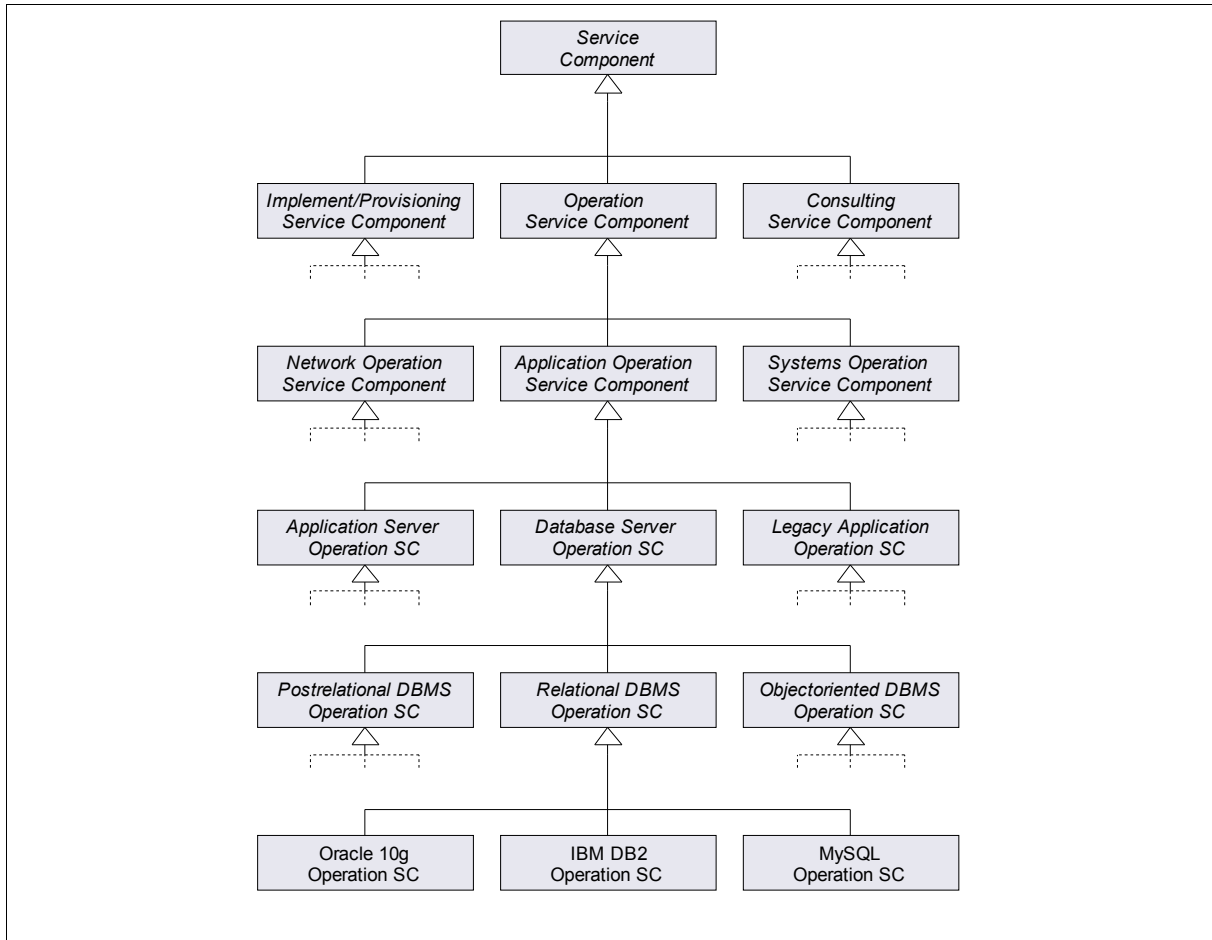 Service
Component
Implement/Provisioning
Service Component
Operation
Service Component
Consulting
Service Component
Network Operation
Service Component
Application Operation
Service Component
Systems Operation
Service Component
Application Server
Operation SC
Database Server
Operation SC
Legacy Application
Operation SC
Postrelational DBMS
Operation SC
Relational DBMS
Operation SC
Objectoriented DBMS
Operation SC
Oracle 10g
Operation SC
IBM DB2
Operation SC
MySQL
Operation SC